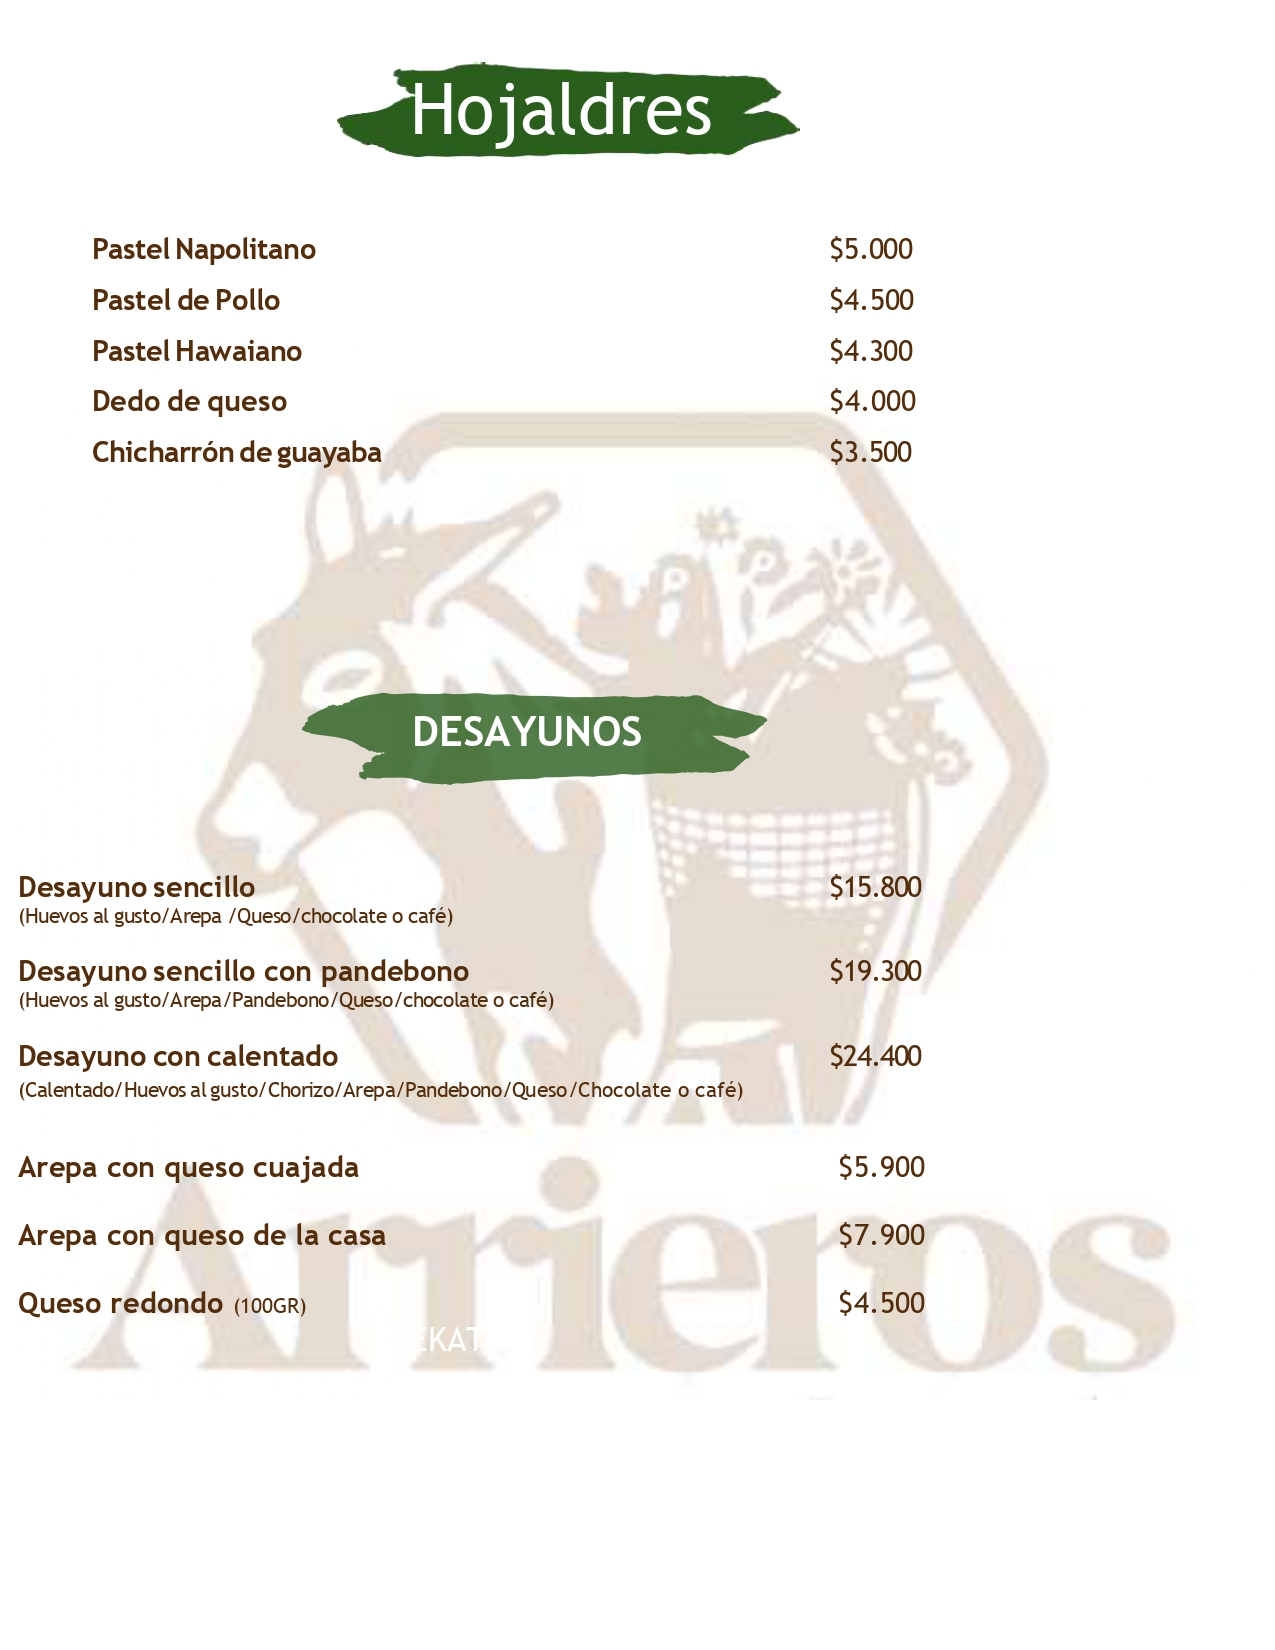 Hojaldres
Pastel Napolitano $5.000
Pastel de Pollo $4.500
Pastel Hawaiano $4.300
Dedo de queso $4.000
Chicharrón de guayaba $3.500
DESAYUNOS
Desayuno sencillo $15.800
(Huevos al gusto/Arepa /Queso/chocolate o café)
Desayuno sencillo con pandebono $19.300
(Huevos al gusto/Arepa/Pandebono/Queso/chocolate o café)
Desayuno con calentado $24.400
(Calentado/Huevos al gusto/Chorizo/Arepa/Pandebono/Queso/Chocolate o café)
Arepa con queso cuajada $5.900
Arepa con queso de la casa $7.900
Queso redondo (100GR) $4.500
Arrieros